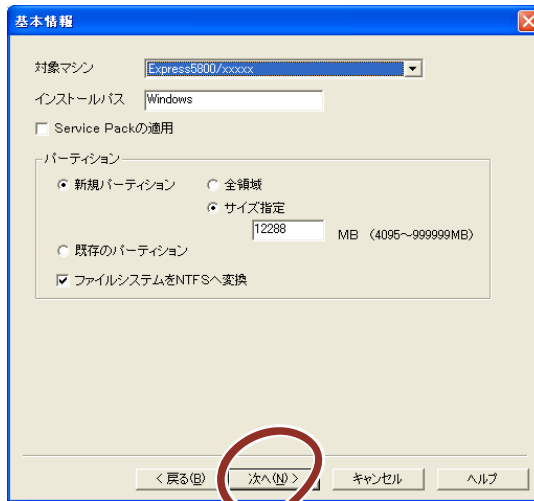 基本情報
対象マシン Express5800/xxxxx
インストールパス Windows
Service Packの適用
パーティション
新規パーティション 全領域
サイズ指定
12288 MB (4095～999999MB)
既存のパーティション
ファイルシステムをNTFSへ変換
< 戻る(B) 次へ(N) > キャンセル ヘルプ